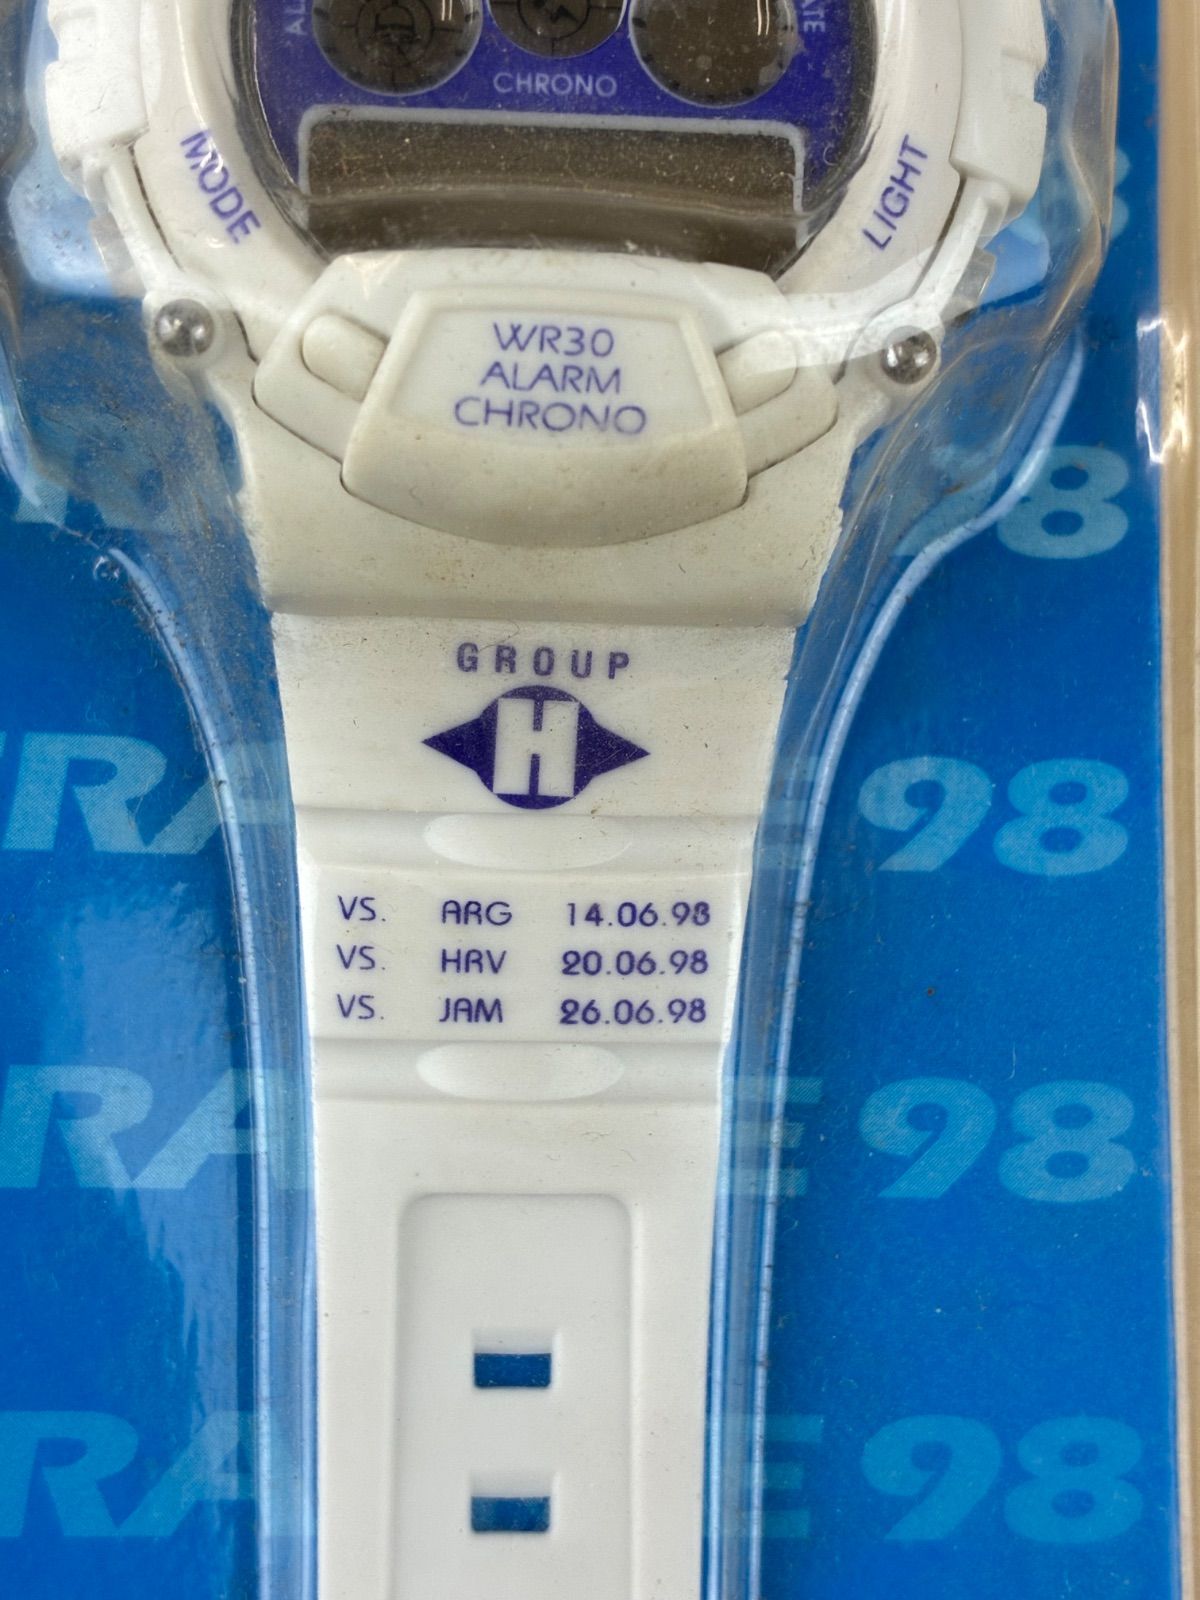 CHRONO
MODE
LIGHT
WR30
ALARM
CHRONO
GROUP
H
VS. ARG 14.06.98
VS. HRV 20.06.98
VS. JAM 26.06.98
98
98
98
98